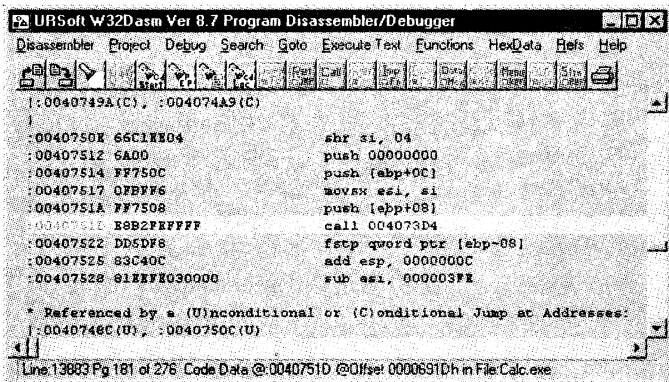 URSoft W32Dasm Ver 8.7 Program Disassembler/Debugger
Disassembler Project Debug Search Goto Execute Text Functions HexData Refs Help
|:0040749A(C), :004074A9(C)
|
:0040750E 66C1EE04 shr si, 04
:00407512 6A00 push 00000000
:00407514 FF750C push [ebp+0C]
:00407517 0FBFF6 movsx esi, si
:0040751A FF7508 push [ebp+08]
:0040751D E8B2FEFFFF call 004073D4
:00407522 DD5DF8 fstp qword ptr [ebp-08]
:00407525 83C40C add esp, 0000000C
:00407528 81EEFE030000 sub esi, 000003FE
* Referenced by a (U)nconditional or (C)onditional Jump at Addresses:
|:0040748C(U), :0040750C(U)
Line:13883 Pg 181 of 276 Code Data @:0040751D @Offset 0000691Dh in File:Calc.exe